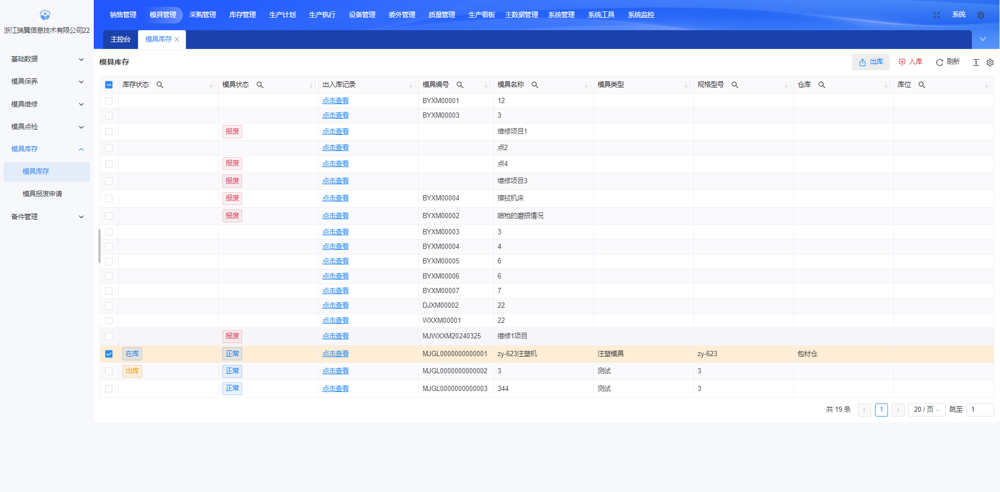 浙江瑞翼信息技术有限公司22
销售管理 模具管理 采购管理 库存管理 生产计划 生产执行 设备管理 委外管理 质量管理 生产看板 主数据管理 系统管理 系统工具 系统监控 系统
主控台 模具库存
基础数据
模具保养
模具维修
模具点检
模具库存
模具库存
模具报废申请
备件管理
模具库存 出库 入库 刷新
库存状态 模具状态 出入库记录 模具编号 模具名称 模具类型 规格型号 仓库 库位
点击查看 BYXM00001 12
点击查看 BYXM00003 3
报废 点击查看 维修项目1
点击查看 点2
报废 点击查看 点4
报废 点击查看 维修项目3
报废 点击查看 BYXM00004 擦拭机床
报废 点击查看 BYXM00002 喷枪的磨损情况
点击查看 BYXM00003 3
点击查看 BYXM00004 4
点击查看 BYXM00005 6
点击查看 BYXM00006 6
点击查看 BYXM00007 7
点击查看 DJXM00002 22
点击查看 WXXM00001 22
报废 点击查看 MJWXXM20240325 维修1项目
在库 正常 点击查看 MJGL0000000000001 zy-623注塑机 注塑模具 zy-623 包材仓
出库 正常 点击查看 MJGL0000000000002 3 测试 3
正常 点击查看 MJGL0000000000003 344 测试 3
共 19 条 1 20 / 页 跳至 1